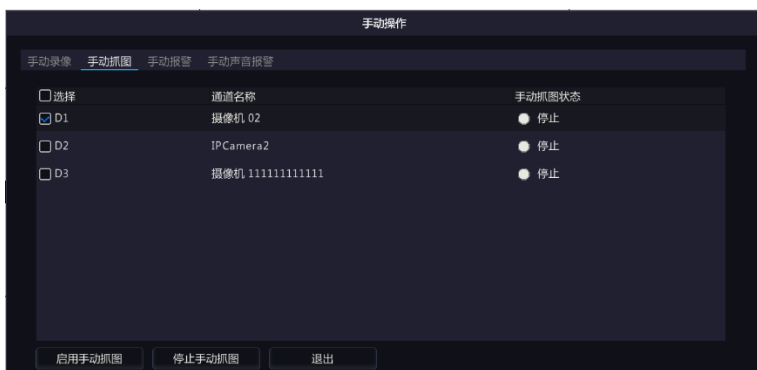 手动操作
手动录像 手动抓图 手动报警 手动声音报警
选择 通道名称 手动抓图状态
D1 摄像机 02 停止
D2 IPCamera2 停止
D3 摄像机 111111111111 停止
启用手动抓图 停止手动抓图 退出